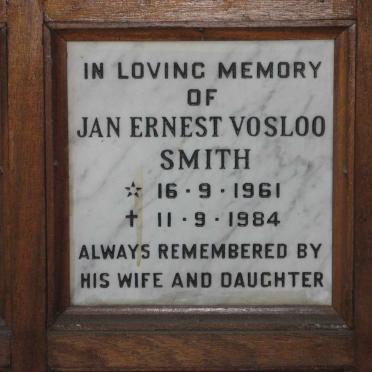 IN LOVING MEMORY
OF
JAN ERNEST VOSLOO
SMITH
☆ 16·9·1961
✝ 11·9·1984
ALWAYS REMEMBERED BY
HIS WIFE AND DAUGHTER